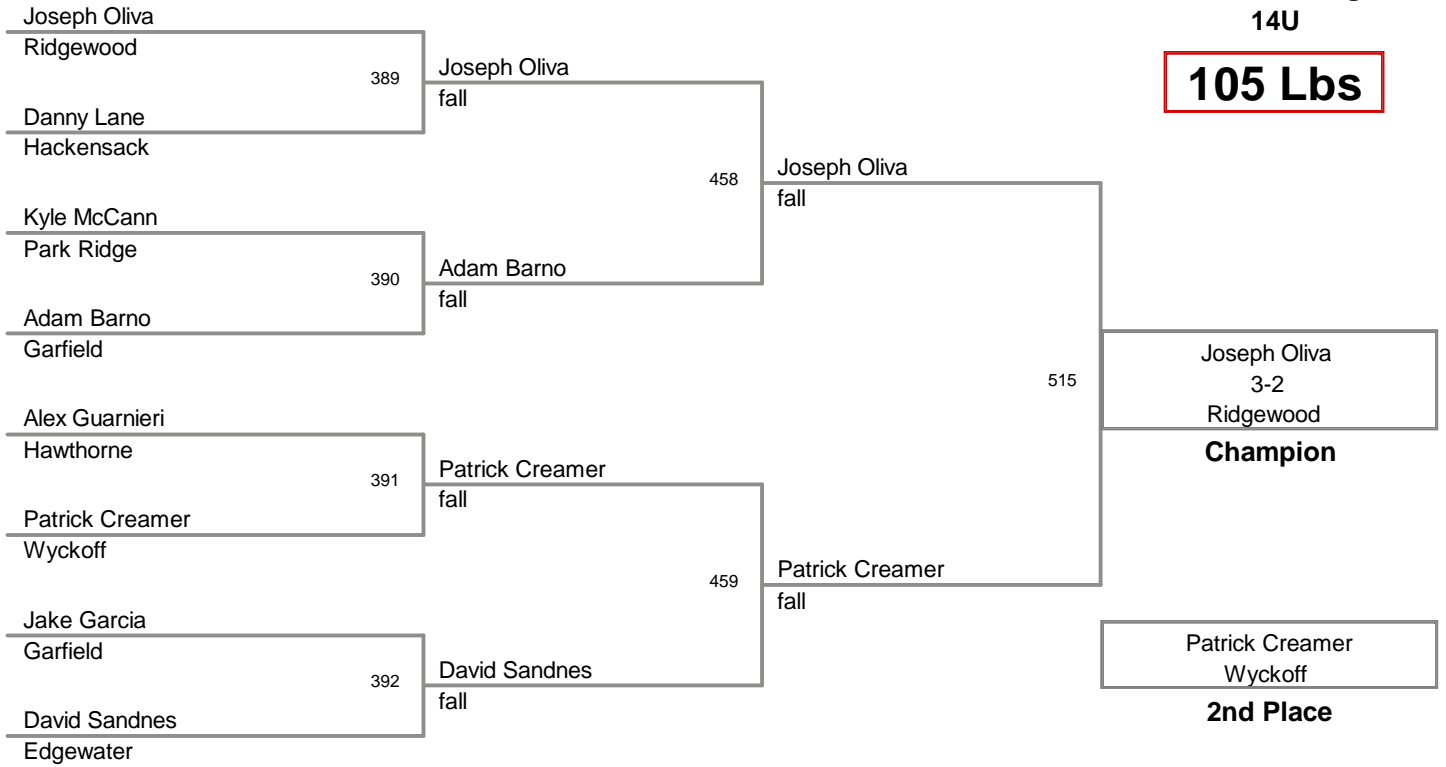 14U
105 Lbs
Joseph Oliva
Ridgewood
389
Danny Lane
Hackensack
Kyle McCann
Park Ridge
390
Adam Barno
Garfield
Alex Guarnieri
Hawthorne
391
Patrick Creamer
Wyckoff
Jake Garcia
Garfield
392
David Sandnes
Edgewater
Joseph Oliva
fall
458
Adam Barno
fall
Patrick Creamer
fall
459
David Sandnes
fall
Joseph Oliva
fall
515
Patrick Creamer
fall
Joseph Oliva
3-2
Ridgewood
Champion
Patrick Creamer
Wyckoff
2nd Place